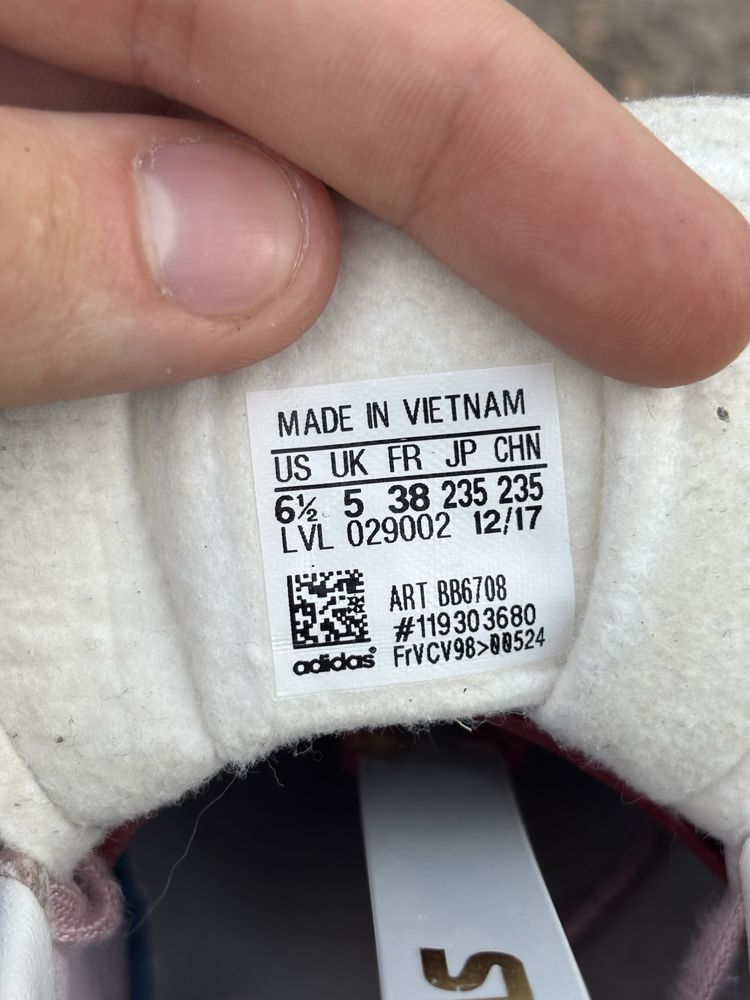 MADE IN VIETNAM
US UK FR JP CHN
6½ 5 38 235 235
LVL 029002 12/17
ART BB6708
#119303680
FrVCV98>00524
adidas